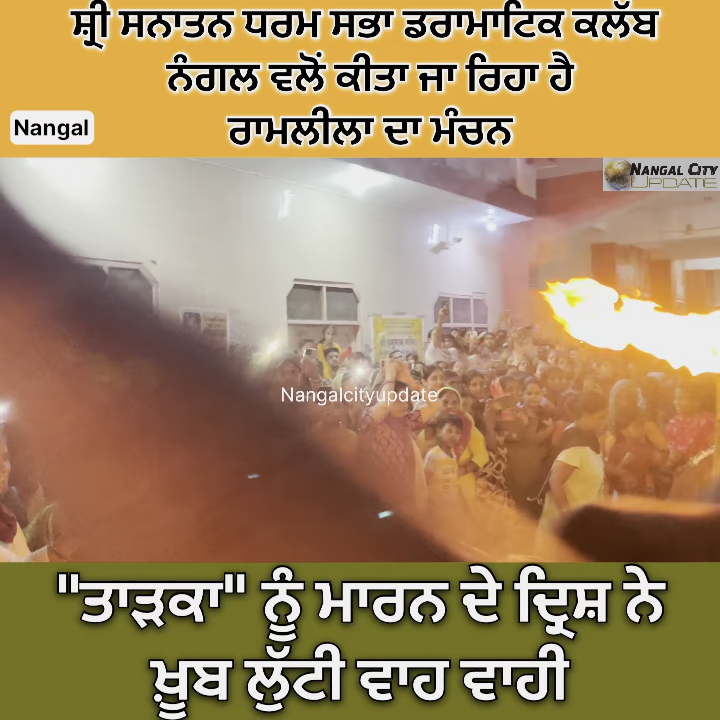 ਸ਼੍ਰੀ ਸਨਾਤਨ ਧਰਮ ਸਭਾ ਡਰਾਮਾਟਿਕ ਕਲੱਬ
ਨੰਗਲ ਵਲੋਂ ਕੀਤਾ ਜਾ ਰਿਹਾ ਹੈ
Nangal
ਰਾਮਲੀਲਾ ਦਾ ਮੰਚਨ
NANGAL CITY
UPDATE
Nangalcityupdate
"ਤਾੜਕਾ" ਨੂੰ ਮਾਰਨ ਦੇ ਦ੍ਰਿਸ਼ ਨੇ
ਖ਼ੂਬ ਲੁੱਟੀ ਵਾਹ ਵਾਹੀ